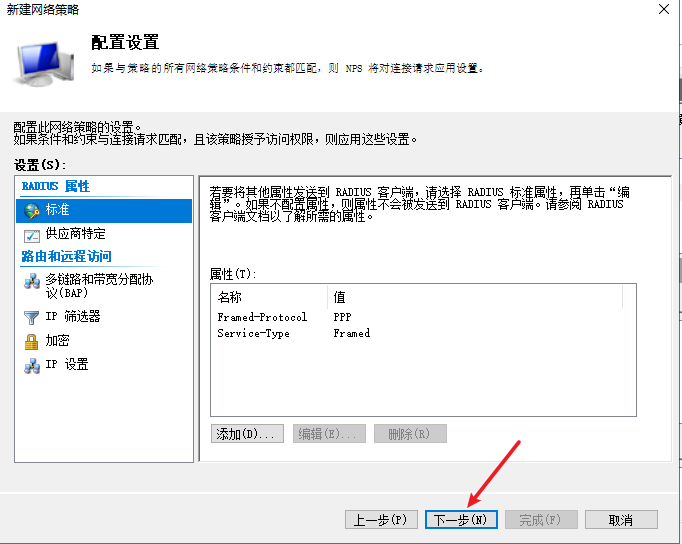 新建网络策略
配置设置
如果与策略的所有网络策略条件和约束都匹配，则 NPS 将对连接请求应用设置。
配置此网络策略的设置。
如果条件和约束与连接请求匹配，且该策略授予访问权限，则应用这些设置。
设置(S):
RADIUS 属性
标准
供应商特定
路由和远程访问
多链路和带宽分配协
议(BAP)
IP 筛选器
加密
IP 设置
若要将其他属性发送到 RADIUS 客户端，请选择 RADIUS 标准属性，再单击“编
辑”。如果不配置属性，则属性不会被发送到 RADIUS 客户端。请参阅 RADIUS
客户端文档以了解所需的属性。
属性(T):
名称 值
Framed-Protocol PPP
Service-Type Framed
添加(D)... 编辑(E)... 删除(R)
上一步(P) 下一步(N) 完成(F) 取消